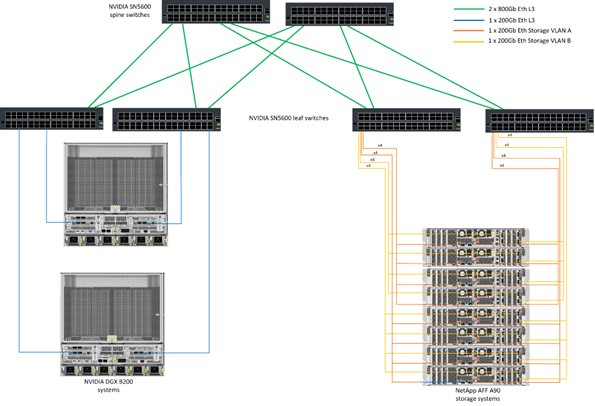 NVIDIA SN5600
spine switches
2 x 800Gb Eth L3
1 x 200Gb Eth L3
1 x 200Gb Eth Storage VLAN A
1 x 200Gb Eth Storage VLAN B
NVIDIA SN5600 leaf switches
x4
x4
x4
x4
x4
x4
x4
x4
NVIDIA DGX B200
systems
NetApp AFF A90
storage systems